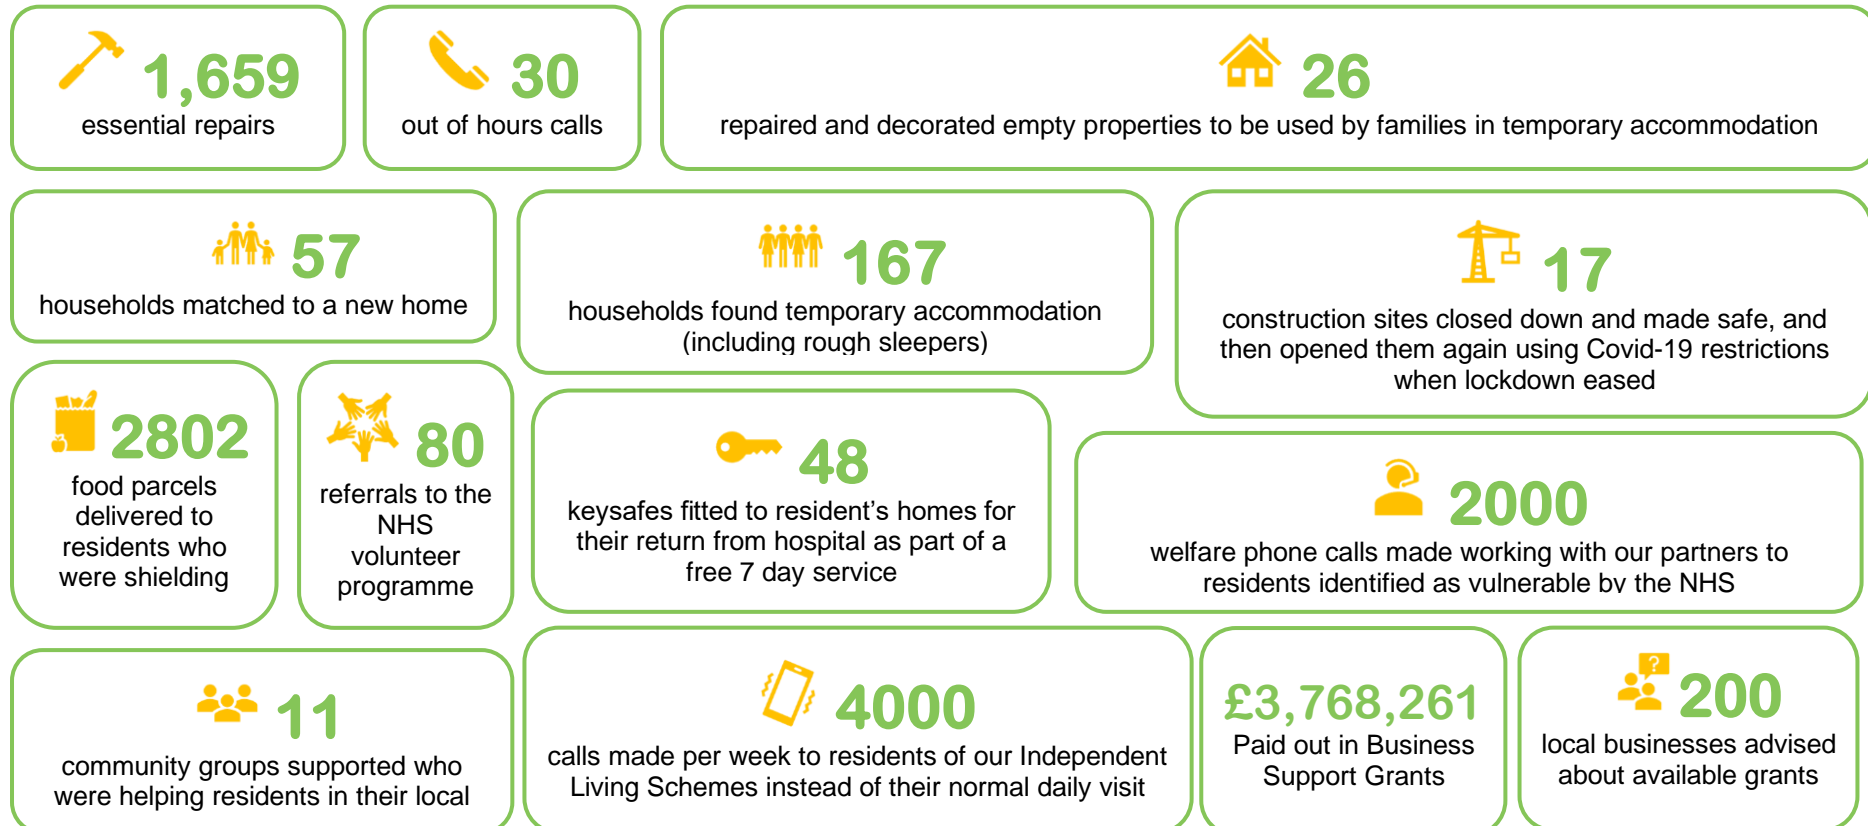 1,659
essential repairs
30
out of hours calls
26
repaired and decorated empty properties to be used by families in temporary accommodation
57
households matched to a new home
167
households found temporary accommodation
(including rough sleepers)
17
construction sites closed down and made safe, and
then opened them again using Covid-19 restrictions
when lockdown eased
2802
food parcels
delivered to
residents who
were shielding
80
referrals to the
NHS
volunteer
programme
48
keysafes fitted to resident's homes for
their return from hospital as part of a
free 7 day service
2000
welfare phone calls made working with our partners to
residents identified as vulnerable by the NHS
11
community groups supported who
were helping residents in their local
4000
calls made per week to residents of our Independent
Living Schemes instead of their normal daily visit
£3,768,261
Paid out in Business
Support Grants
?
200
local businesses advised
about available grants